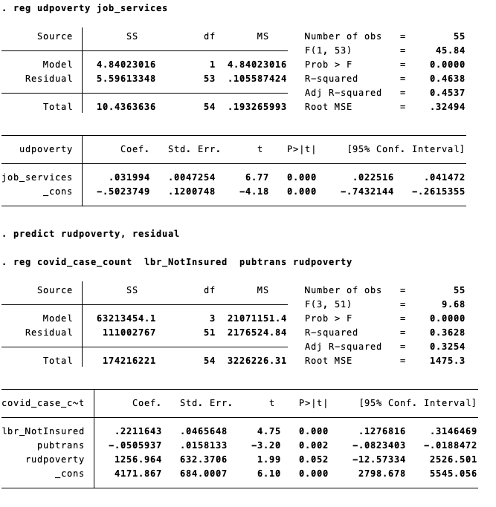 . reg udpoverty job_services
Source SS df MS Number of obs = 55
F(1, 53) = 45.84
Model 4.84023016 1 4.84023016 Prob > F = 0.0000
Residual 5.59613348 53 .105587424 R-squared = 0.4638
Adj R-squared = 0.4537
Total 10.4363636 54 .193265993 Root MSE = .32494
udpoverty Coef. Std. Err. t P>|t| [95% Conf. Interval]
job_services .031994 .0047254 6.77 0.000 .022516 .041472
_cons -.5023749 .1200748 -4.18 0.000 -.7432144 -.2615355
. predict rudpoverty, residual
. reg covid_case_count lbr_NotInsured pubtrans rudpoverty
Source SS df MS Number of obs = 55
F(3, 51) = 9.68
Model 63213454.1 3 21071151.4 Prob > F = 0.0000
Residual 111002767 51 2176524.84 R-squared = 0.3628
Adj R-squared = 0.3254
Total 174216221 54 3226226.31 Root MSE = 1475.3
covid_case_c~t Coef. Std. Err. t P>|t| [95% Conf. Interval]
lbr_NotInsured .2211643 .0465648 4.75 0.000 .1276816 .3146469
pubtrans -.0505937 .0158133 -3.20 0.002 -.0823403 -.0188472
rudpoverty 1256.964 632.3706 1.99 0.052 -12.57334 2526.501
_cons 4171.867 684.0007 6.10 0.000 2798.678 5545.056